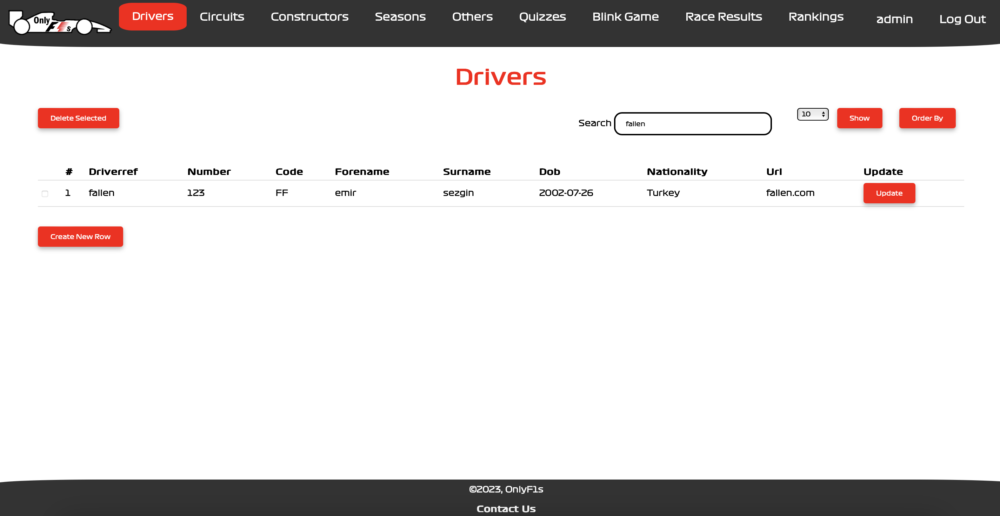 Only F1s Drivers Circuits Constructors Seasons Others Quizzes Blink Game Race Results Rankings admin Log Out
Drivers
Delete Selected Search fallen 10 Show Order By
# Driverref Number Code Forename Surname Dob Nationality Url Update
1 fallen 123 FF emir sezgin 2002-07-26 Turkey fallen.com Update
Create New Row
©2023, OnlyF1s
Contact Us